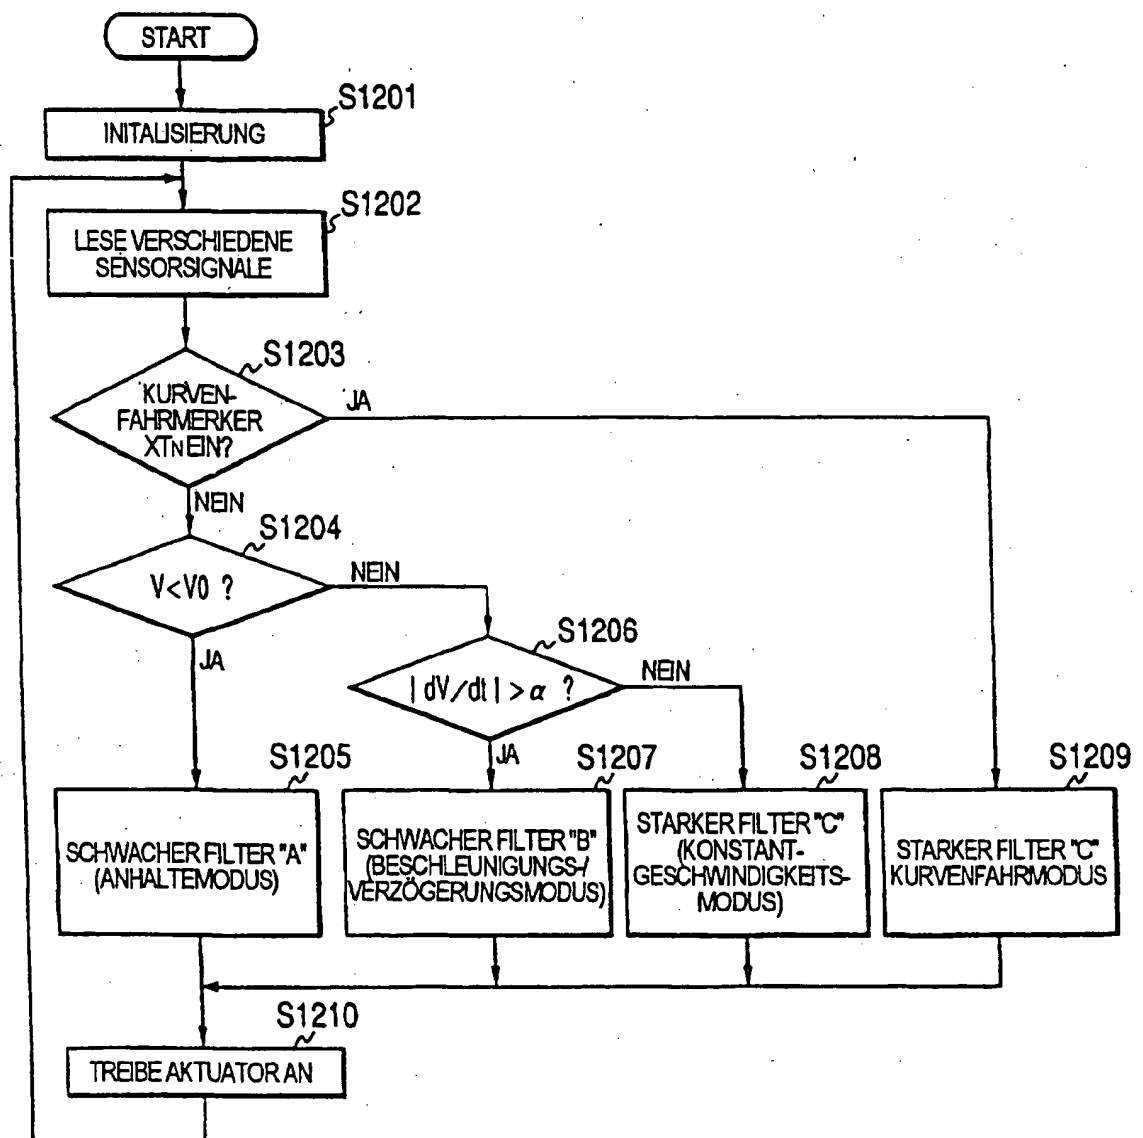 START
S1201
INITALISIERUNG
S1202
LESE VERSCHIEDENE
SENSORSIGNALE
S1203
KURVEN-
FAHRMERKER
XTN EIN?
JA
NEIN
S1204
V<V0 ?
NEIN
JA
S1206
| dV/dt | > α ?
NEIN
JA
S1205
SCHWACHER FILTER "A"
(ANHALTEMODUS)
S1207
SCHWACHER FILTER "B"
(BESCHLEUNIGUNGS-/
VERZÖGERUNGSMODUS)
S1208
STARKER FILTER "C"
(KONSTANT-
GESCHWINDIGKEITS-
MODUS)
S1209
STARKER FILTER "C"
KURVENFAHRMODUS
S1210
TREIBE AKTUATOR AN